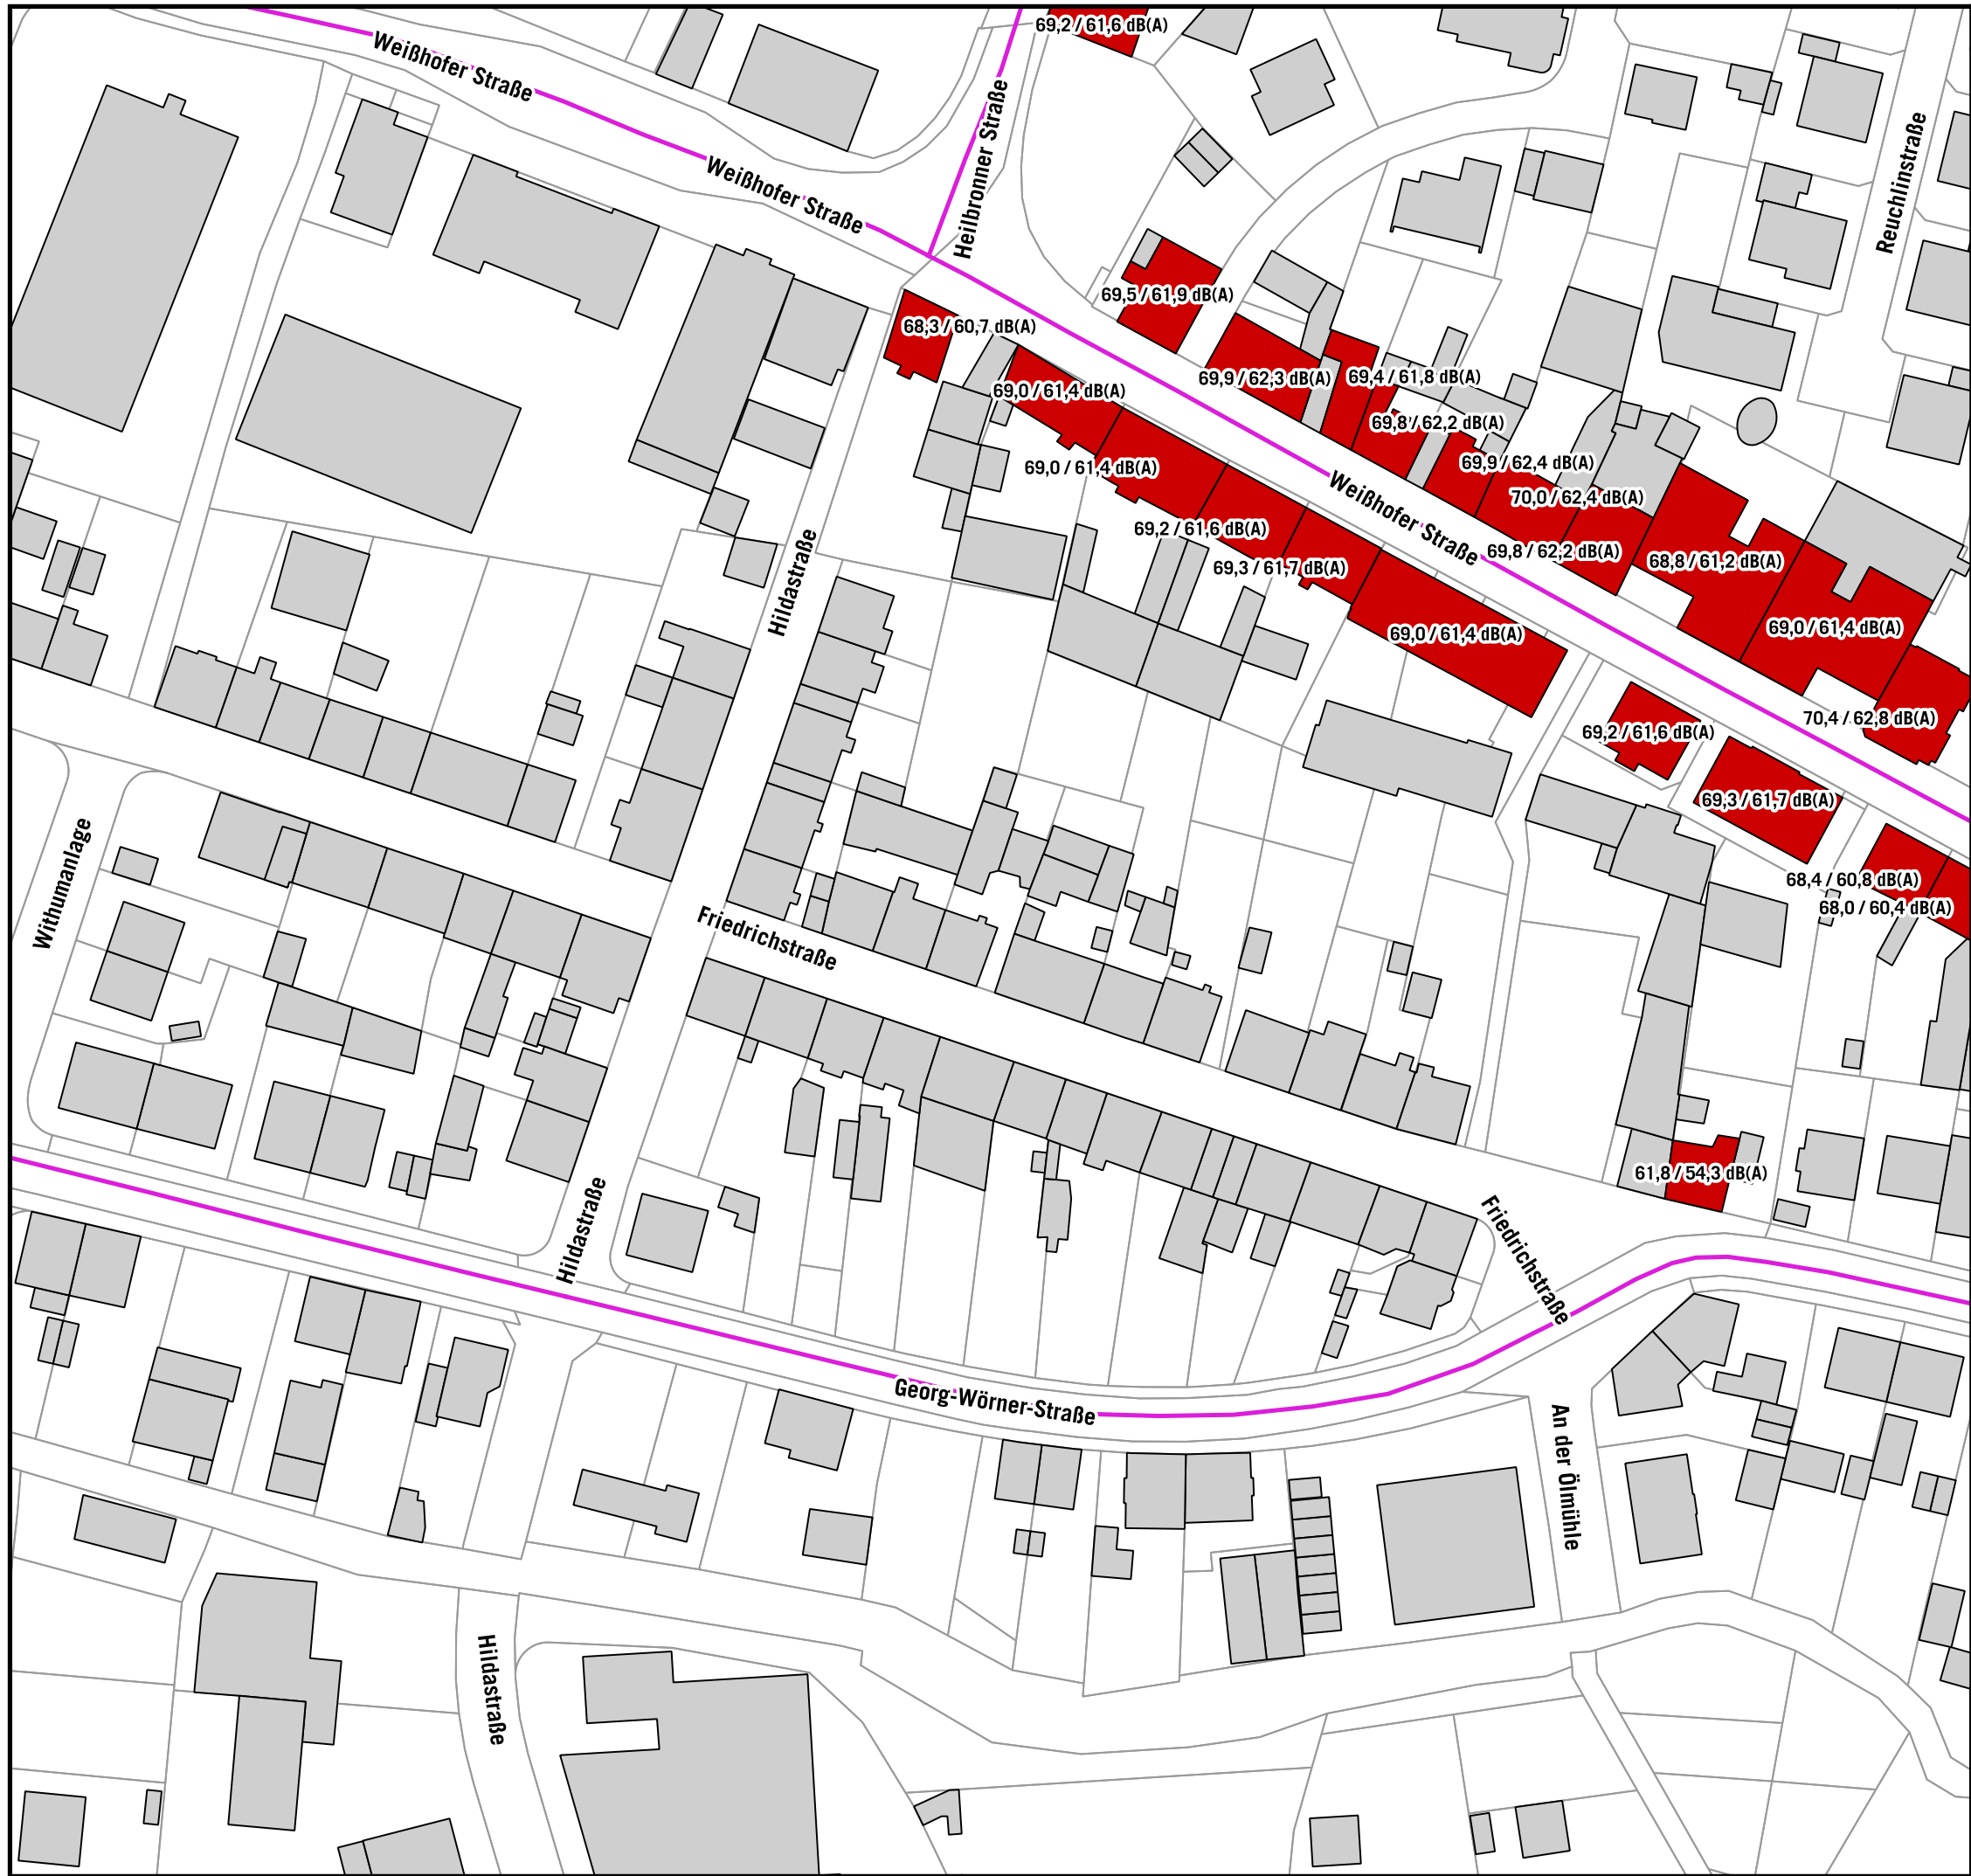 69,2 / 61,6 dB(A)
Weißhofer Straße
Heilbronner Straße
Reuchlinstraße
Weißhofer Straße
69,5 / 61,9 dB(A)
68,3 / 60,7 dB(A)
69,0 / 61,4 dB(A)
69,9 / 62,3 dB(A)
69,4 / 61,8 dB(A)
69,8 / 62,2 dB(A)
69,0 / 61,4 dB(A)
69,9 / 62,4 dB(A)
70,0 / 62,4 dB(A)
Weißhofer Straße
69,2 / 61,6 dB(A)
69,8 / 62,2 dB(A)
69,3 / 61,7 dB(A)
68,8 / 61,2 dB(A)
Hildastraße
69,0 / 61,4 dB(A)
69,0 / 61,4 dB(A)
70,4 / 62,8 dB(A)
69,2 / 61,6 dB(A)
69,3 / 61,7 dB(A)
Withumanlage
68,4 / 60,8 dB(A)
68,0 / 60,4 dB(A)
Friedrichstraße
61,8 / 54,3 dB(A)
Hildastraße
Friedrichstraße
Georg-Wörner-Straße
An der Ölmühle
Hildastraße